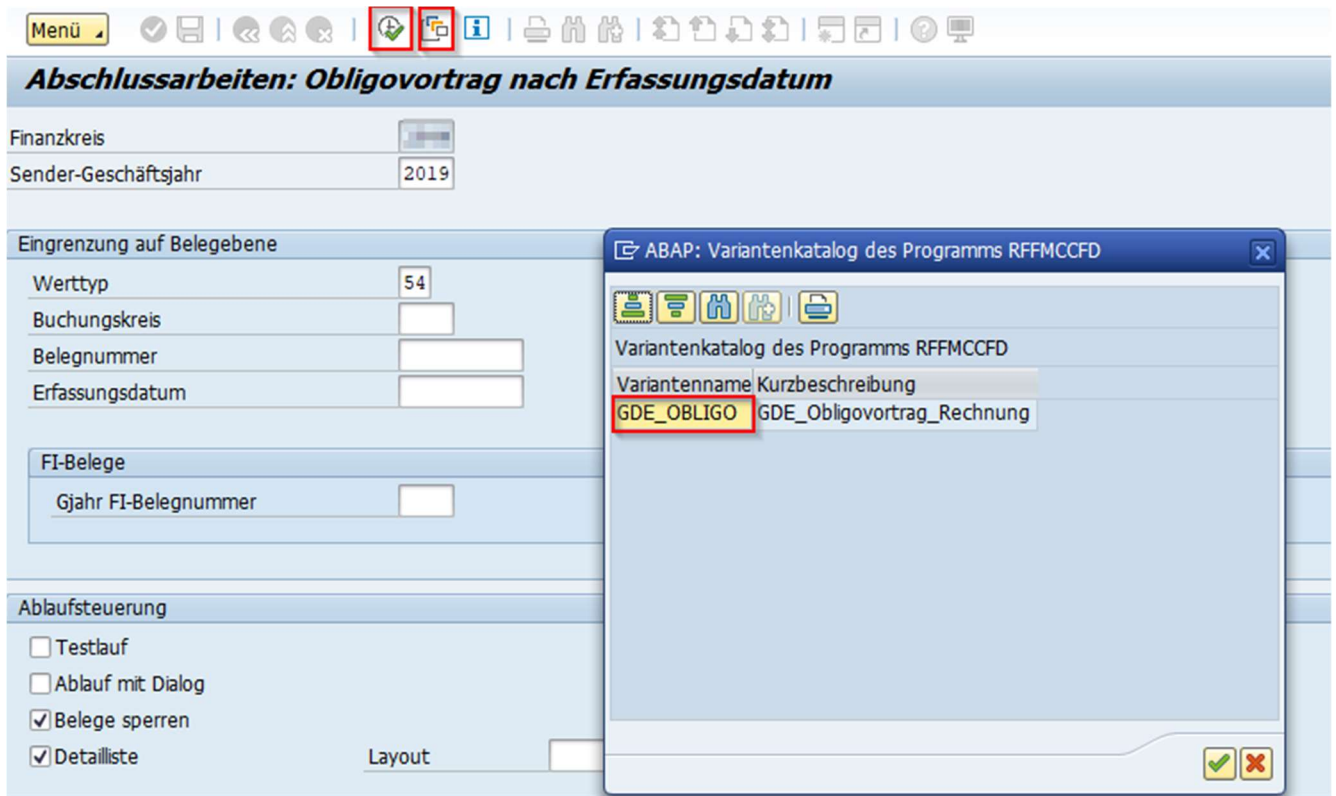 Menü
Abschlussarbeiten: Obligovortrag nach Erfassungsdatum
Finanzkreis
Sender-Geschäftsjahr 2019
Eingrenzung auf Belegebene
Werttyp 54
Buchungskreis
Belegnummer
Erfassungsdatum
FI-Belege
Gjahr FI-Belegnummer
Ablaufsteuerung
Testlauf
Ablauf mit Dialog
Belege sperren
Detailliste Layout
ABAP: Variantenkatalog des Programms RFFMCCFD
Variantenkatalog des Programms RFFMCCFD
Variantenname Kurzbeschreibung
GDE_OBLIGO GDE_Obligovortrag_Rechnung